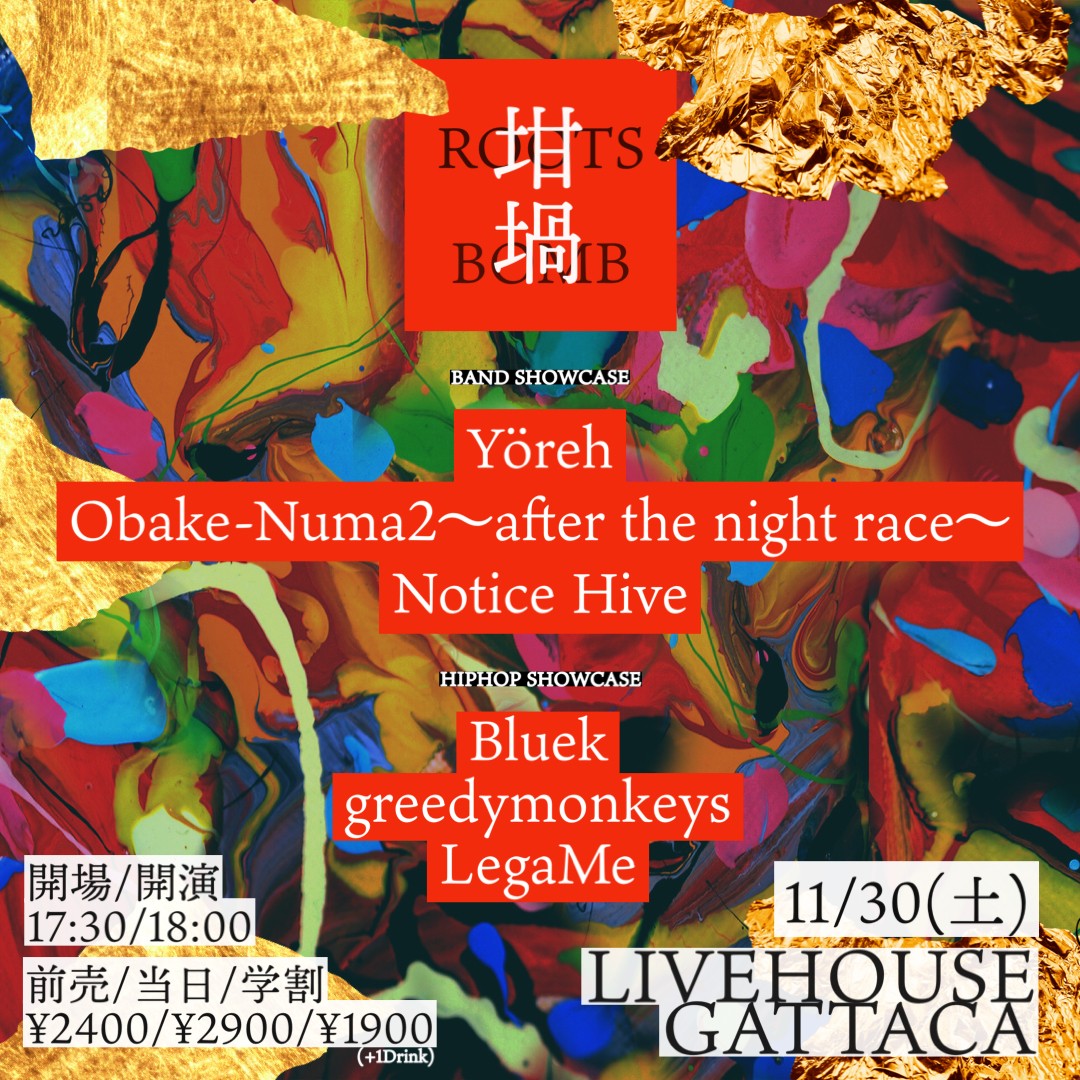 ROOTS
坩堝
BOMB
BAND SHOWCASE
Yöreh
Obake-Numa2〜after the night race〜
Notice Hive
HIPHOP SHOWCASE
Bluek
greedymonkeys
LegaMe
開場/開演
17:30/18:00
前売/当日/学割
¥2400/¥2900/¥1900
(+1Drink)
11/30(土)
LIVEHOUSE
GATTACA